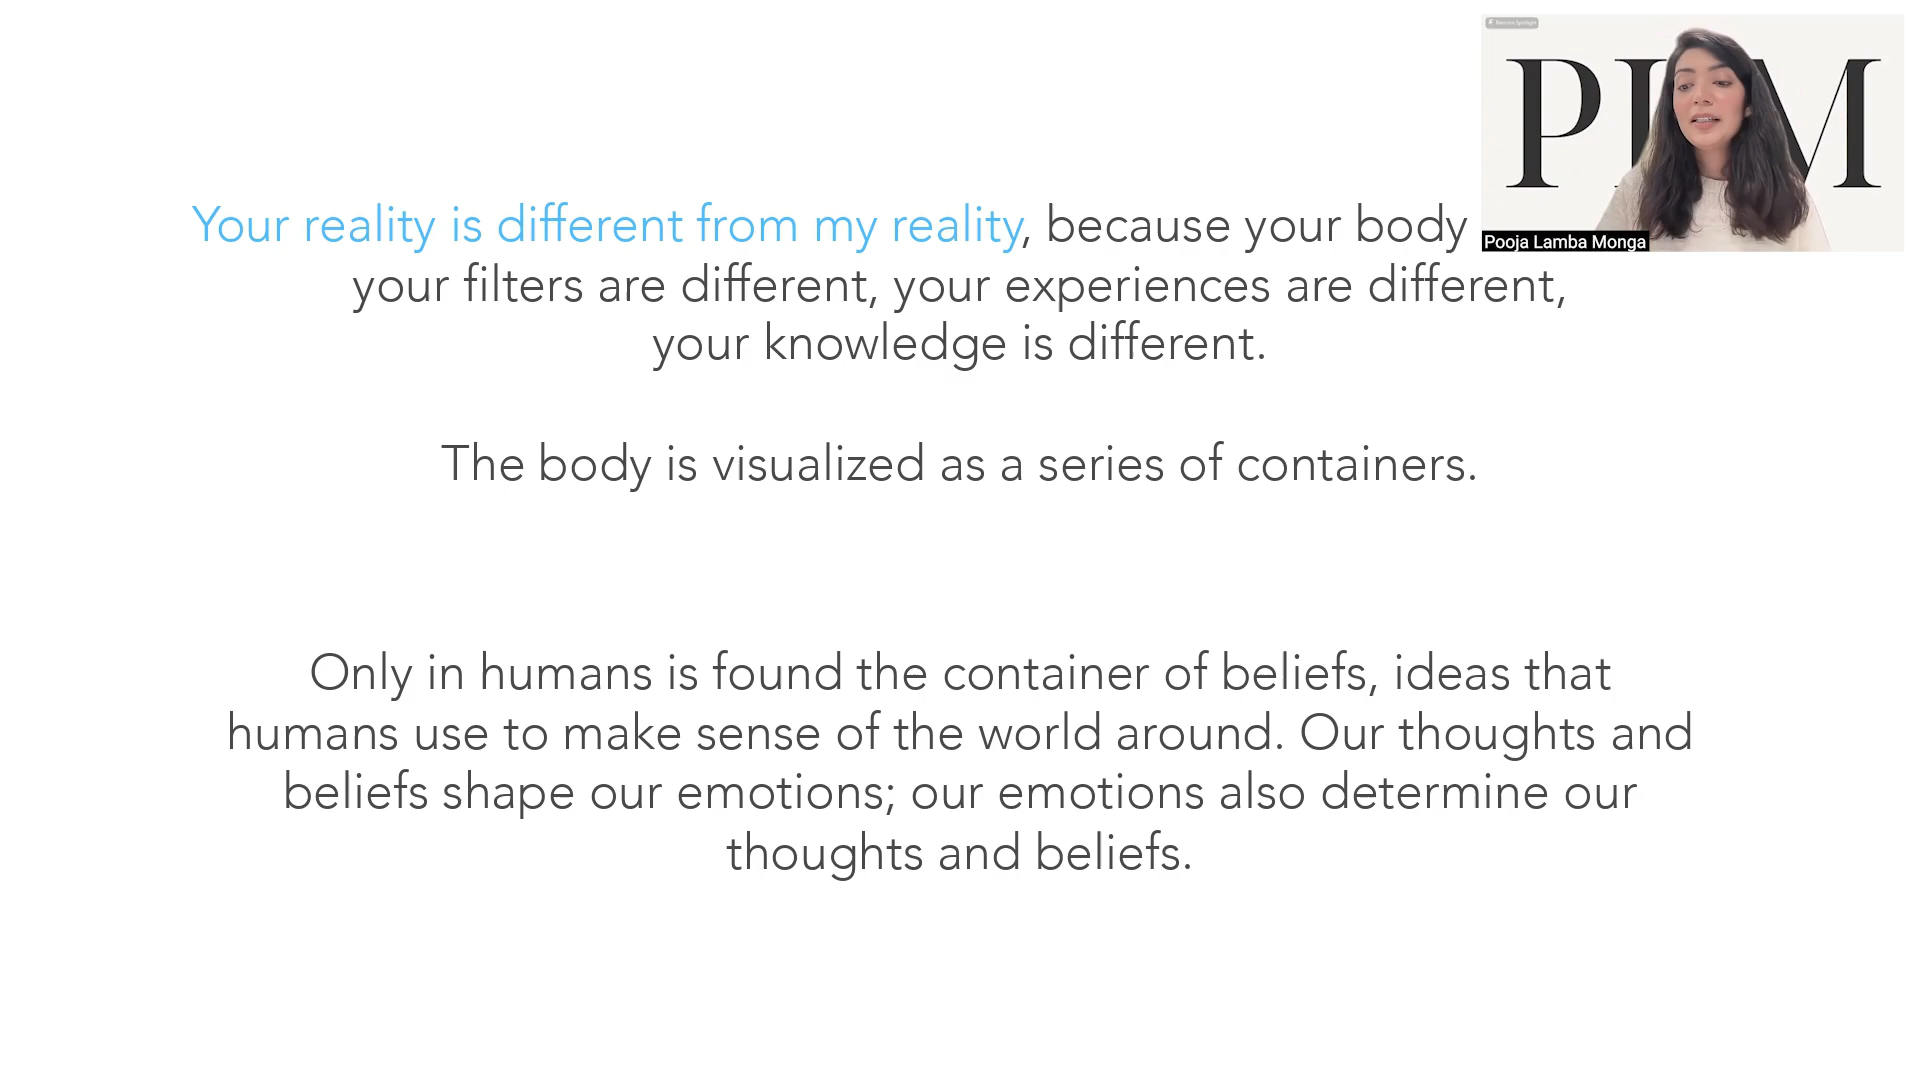 Remove Spotlight
P L M
Your reality is different from my reality, because your body
Pooja Lamba Monga
your filters are different, your experiences are different,
your knowledge is different.
The body is visualized as a series of containers.
Only in humans is found the container of beliefs, ideas that
humans use to make sense of the world around. Our thoughts and
beliefs shape our emotions; our emotions also determine our
thoughts and beliefs.